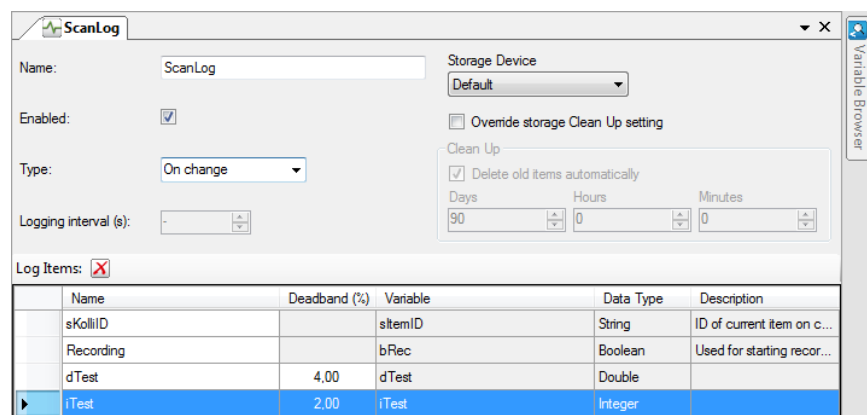 ScanLog
Name: ScanLog
Storage Device
Default
Enabled:
Override storage Clean Up setting
Clean Up
Type: On change
Delete old items automatically
Days Hours Minutes
Logging interval (s): - 90 0 0
Log Items:
Name Deadband (%) Variable Data Type Description
sKolliID sItemID String ID of current item on c...
Recording bRec Boolean Used for starting recor...
dTest 4,00 dTest Double
iTest 2,00 iTest Integer
Variable Browser